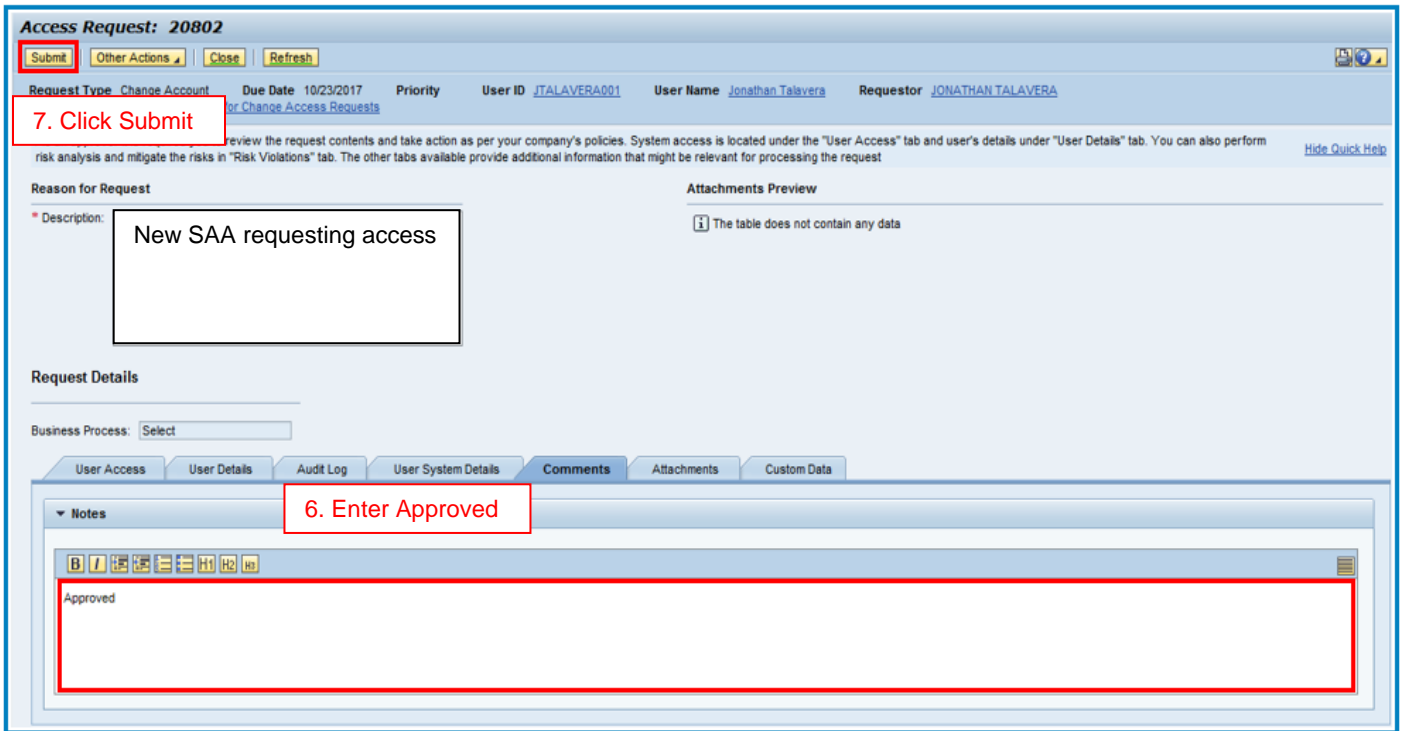 Access Request: 20802
Submit Other Actions Close Refresh
Request Type Change Account Due Date 10/23/2017 Priority User ID JTALAVERA001 User Name Jonathan Talavera Requestor JONATHAN TALAVERA
for Change Access Requests
7. Click Submit
review the request contents and take action as per your company's policies. System access is located under the "User Access" tab and user's details under "User Details" tab. You can also perform
risk analysis and mitigate the risks in "Risk Violations" tab. The other tabs available provide additional information that might be relevant for processing the request
Hide Quick Help
Reason for Request
Attachments Preview
* Description:
New SAA requesting access
The table does not contain any data
Request Details
Business Process: Select
User Access User Details Audit Log User System Details Comments Attachments Custom Data
Notes
6. Enter Approved
B I H1 H2 H3
Approved